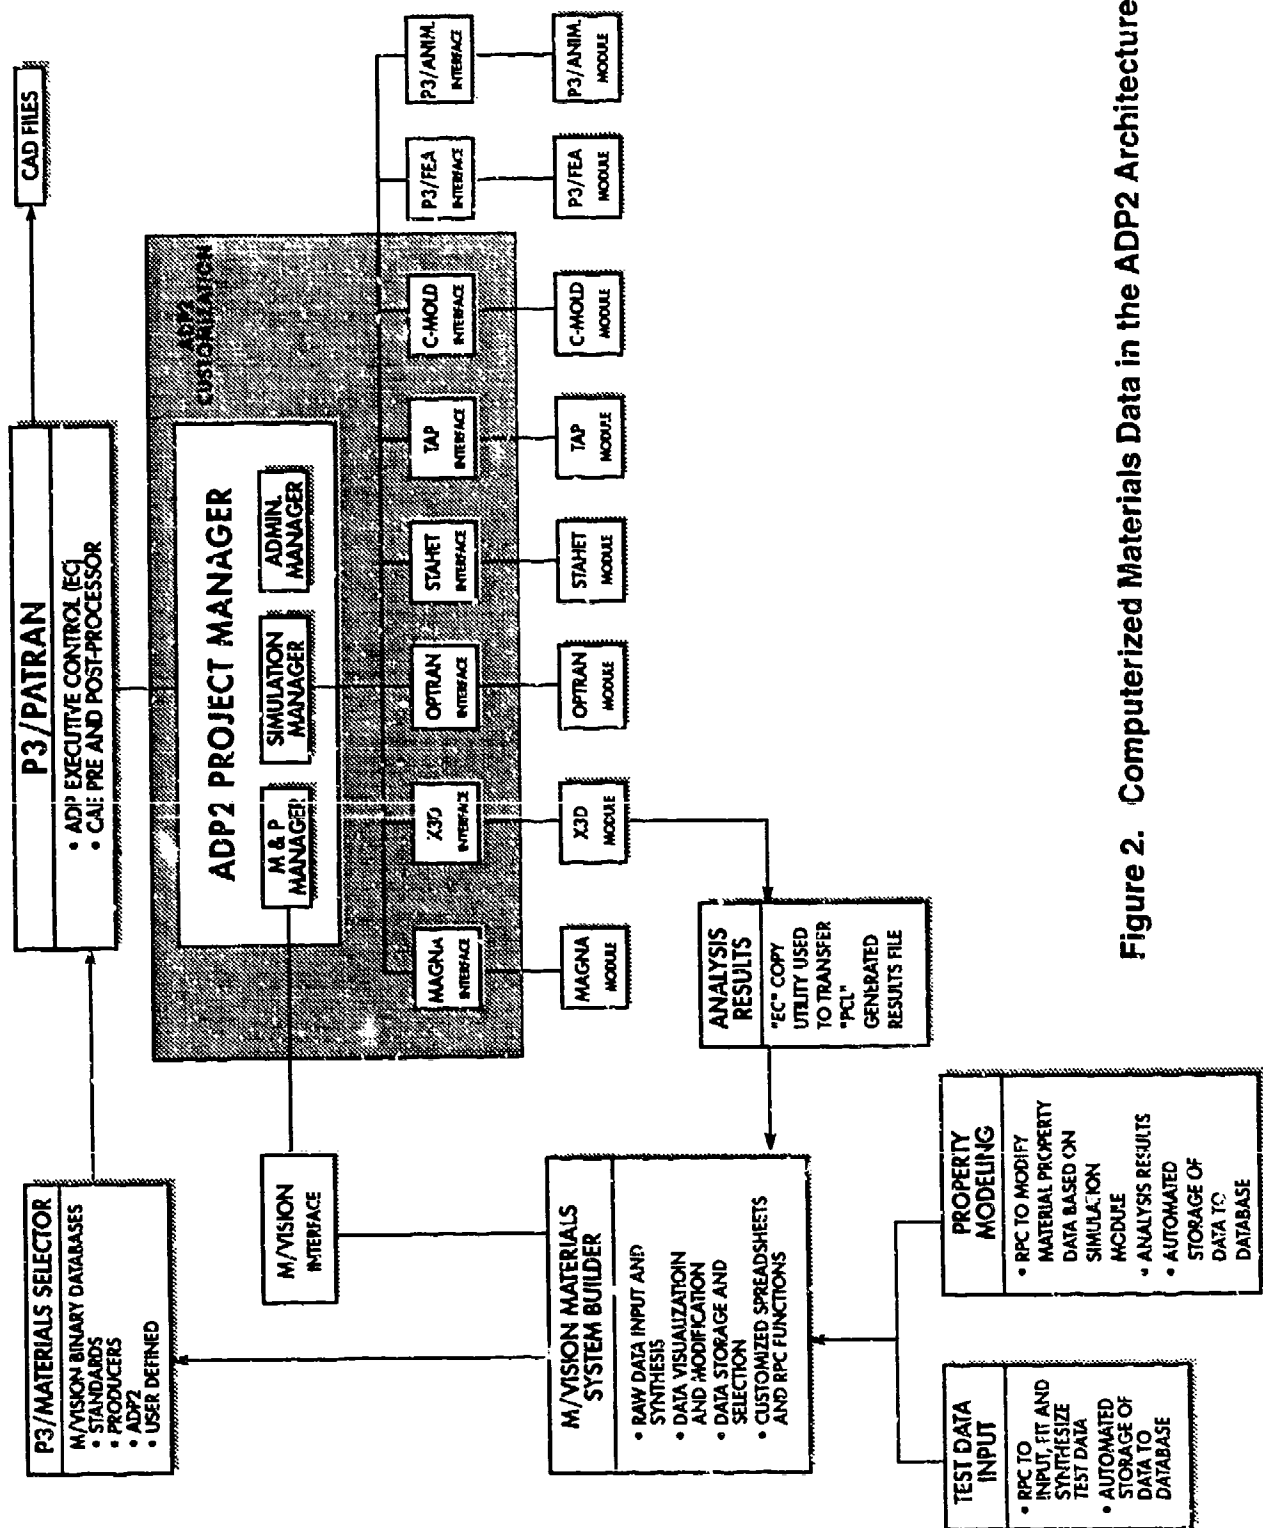 P3/MATERIALS SELECTOR
M/VISION BINARY DATABASES
• STANDARDS
• PRODUCERS
• ADP2
• USER DEFINED
P3/PATRAN
• ADP EXECUTIVE CONTROL (EC)
• CAE PRE AND POST-PROCESSOR
CAD FILES
ADP2
CUSTOMIZATION
ADP2 PROJECT MANAGER
M & P
MANAGER
SIMULATION
MANAGER
ADMIN.
MANAGER
M/VISION
INTERFACE
MAGNA
INTERFACE
X3D
INTERFACE
OPTRAN
INTERFACE
STAHET
INTERFACE
TAP
INTERFACE
C-MOLD
INTERFACE
P3/FEA
INTERFACE
P3/ANIM.
INTERFACE
MAGNA
MODULE
X3D
MODULE
OPTRAN
MODULE
STAHET
MODULE
TAP
MODULE
C-MOLD
MODULE
P3/FEA
MODULE
P3/ANIM.
MODULE
M/VISION MATERIALS
SYSTEM BUILDER
• RAW DATA INPUT AND
SYNTHESIS
• DATA VISUALIZATOIN
AND MODIFICATION
• DATA STORAGE AND
SELECTION
• CUSTOMIZED SPREADSHEETS
AND RPC FUNCTIONS
ANALYSIS
RESULTS
"EC" COPY
UTILITY USED
TO TRANSFER
"PCL"
GENERATED
RESULTS FILE
TEST DATA
INPUT
• RPC TO
INPUT, FIT AND
SYNTHESIZE
TEST DATA
• AUTOMATED
STORAGE OF
DATA TO
DATABASE
PROPERTY
MODELING
• RPC TO MODIFY
MATERIAL PROPERTY
DATA BASED ON
SIMULATION
MODULE
• ANALYSIS RESULTS
• AUTOMATED
STORAGE OF
DATA TO
DATABASE
Figure 2. Computerized Materials Data in the ADP2 Architecture